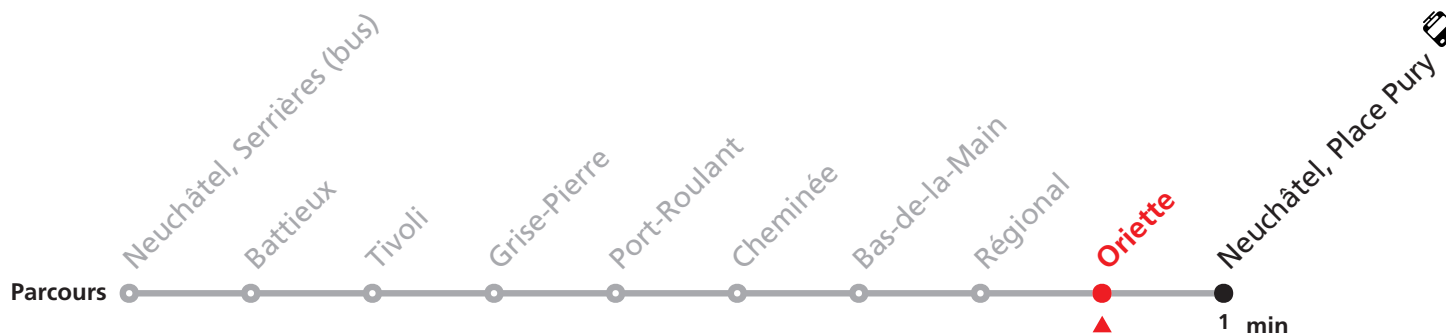 Neuchâtel, Serrières (bus)
Battieux
Tivoli
Grise-Pierre
Port-Roulant
Cheminée
Bas-de-la-Main
Régional
Oriette
Neuchâtel, Place Pury
Parcours
1 min